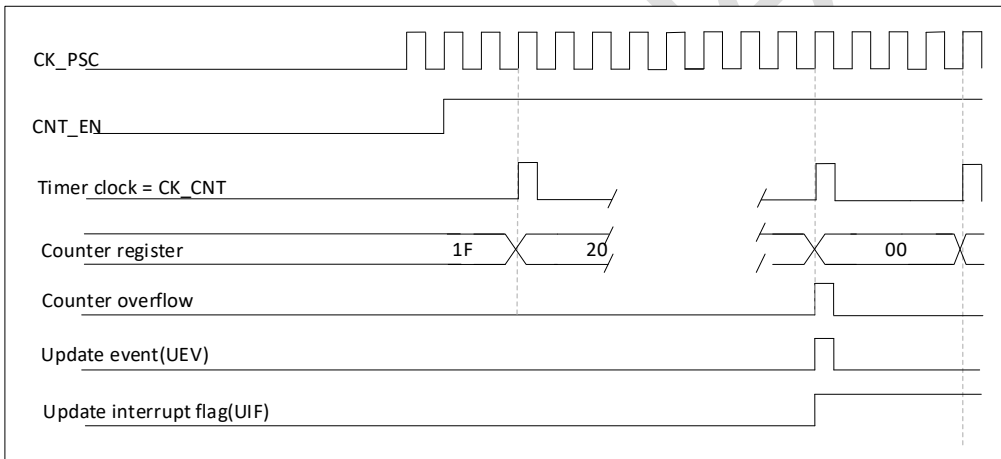 CK_PSC
CNT_EN
Timer clock = CK_CNT
Counter register 1F 20 00
Counter overflow
Update event(UEV)
Update interrupt flag(UIF)